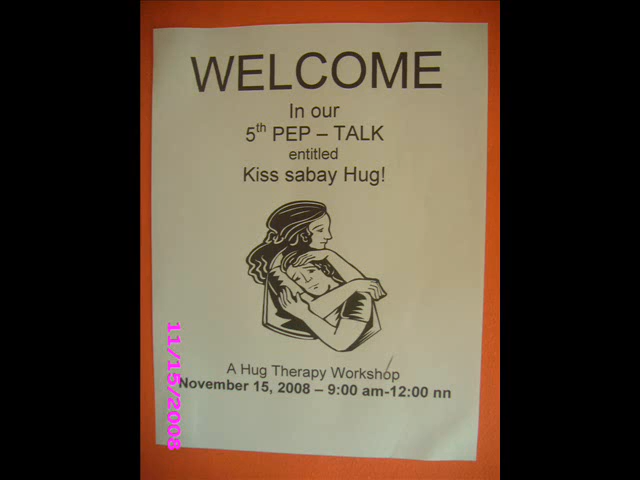 WELCOME
In our
5th PEP – TALK
entitled
Kiss sabay Hug!
A Hug Therapy Workshop
November 15, 2008 – 9:00 am-12:00 nn
11/15/2008